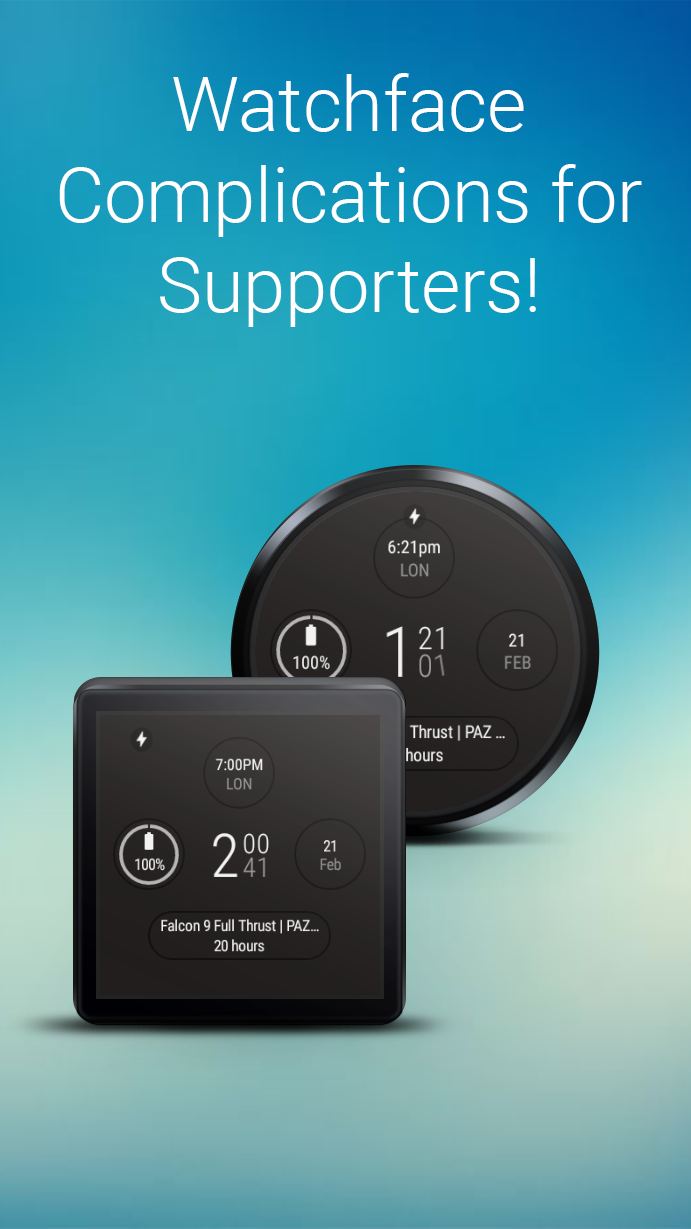 Watchface
Complications for
Supporters!
6:21pm
LON
100%
1 21
01
21
FEB
Thrust | PAZ ...
hours
7:00PM
LON
100%
2 00
41
21
Feb
Falcon 9 Full Thrust | PAZ...
20 hours